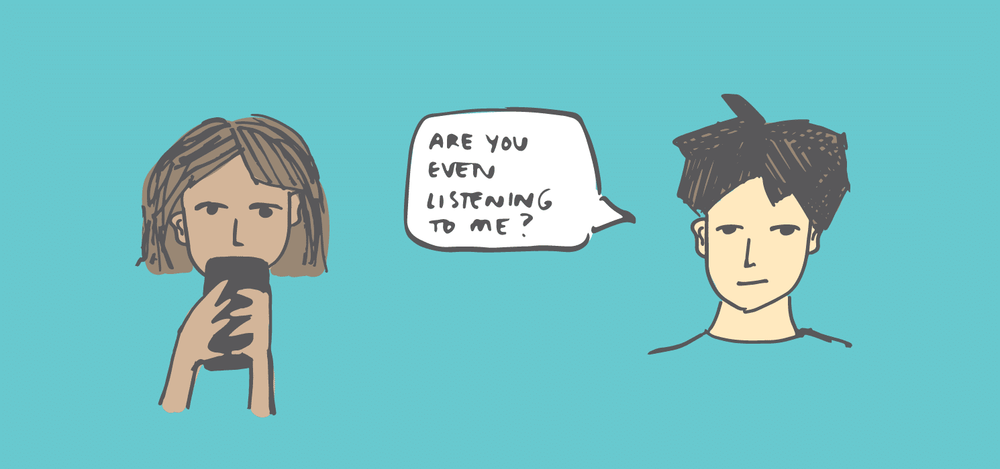 ARE YOU
EVEN
LISTENING
TO ME?